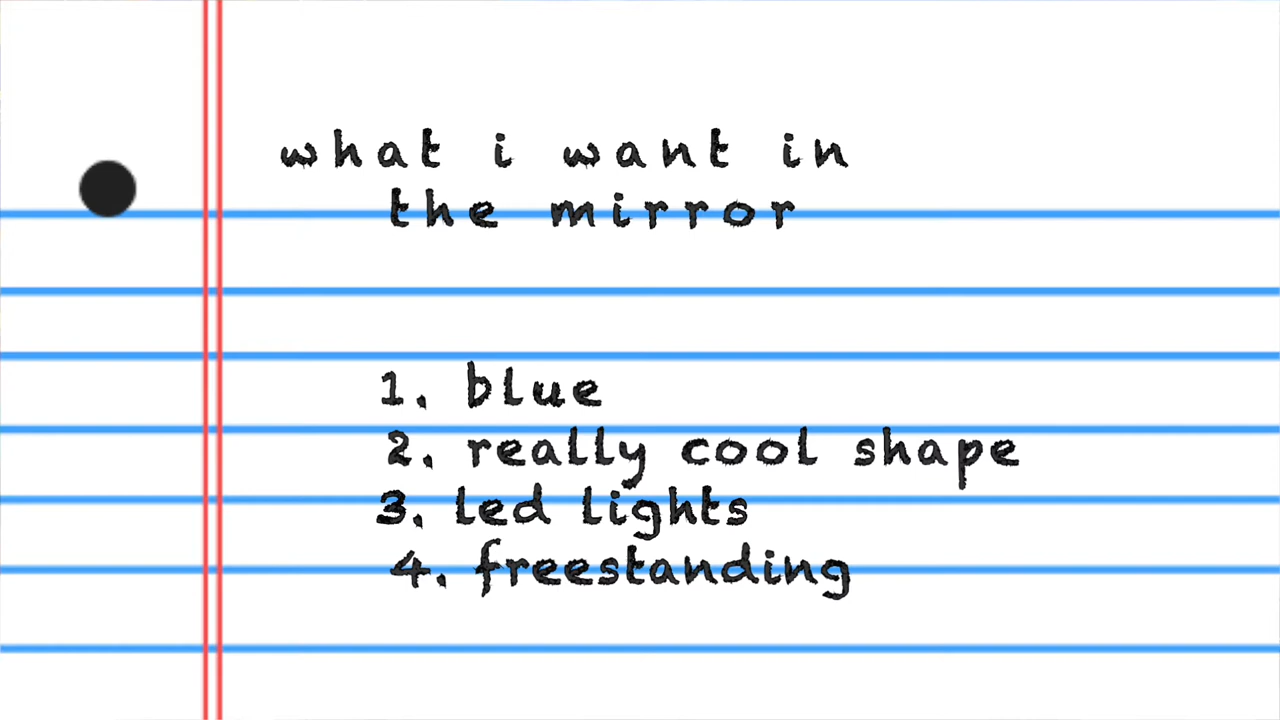 what i want in
the mirror
1. blue
2. really cool shape
3. led lights
4. freestanding